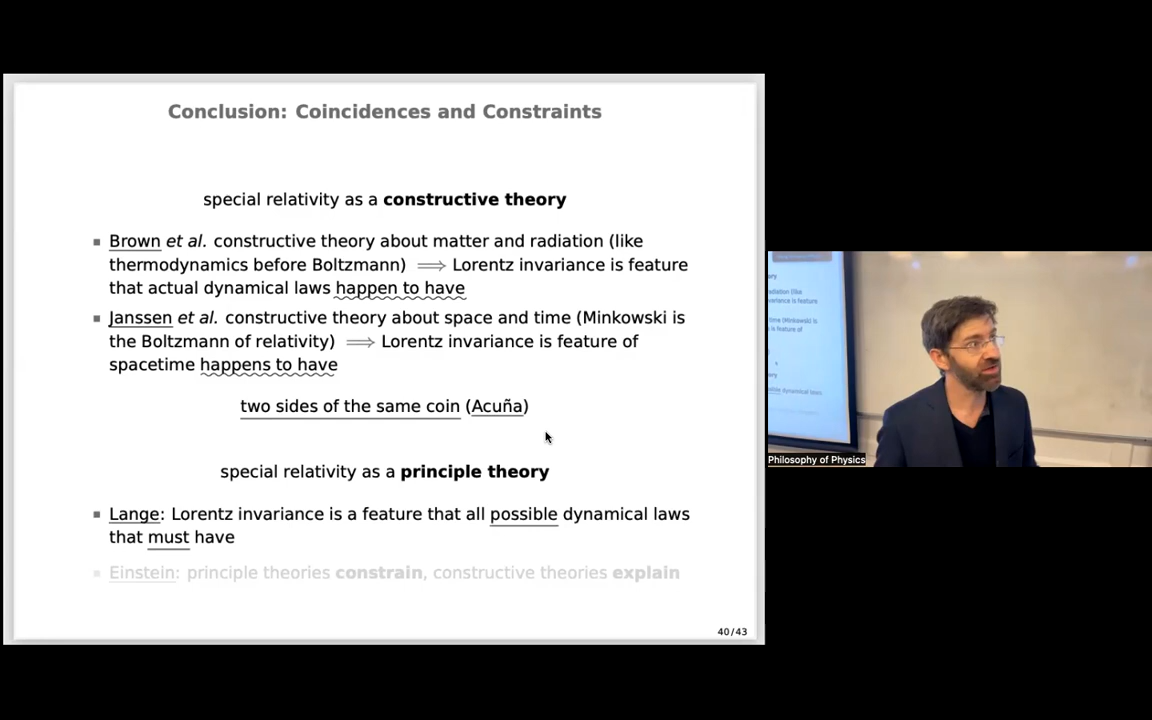 Conclusion: Coincidences and Constraints
special relativity as a constructive theory
Brown et al. constructive theory about matter and radiation (like
thermodynamics before Boltzmann) ⟹ Lorentz invariance is feature
that actual dynamical laws happen to have
Janssen et al. constructive theory about space and time (Minkowski is
the Boltzmann of relativity) ⟹ Lorentz invariance is feature of
spacetime happens to have
two sides of the same coin (Acuña)
special relativity as a principle theory
Lange: Lorentz invariance is a feature that all possible dynamical laws
that must have
Einstein: principle theories constrain, constructive theories explain
40/43
Philosophy of Physics